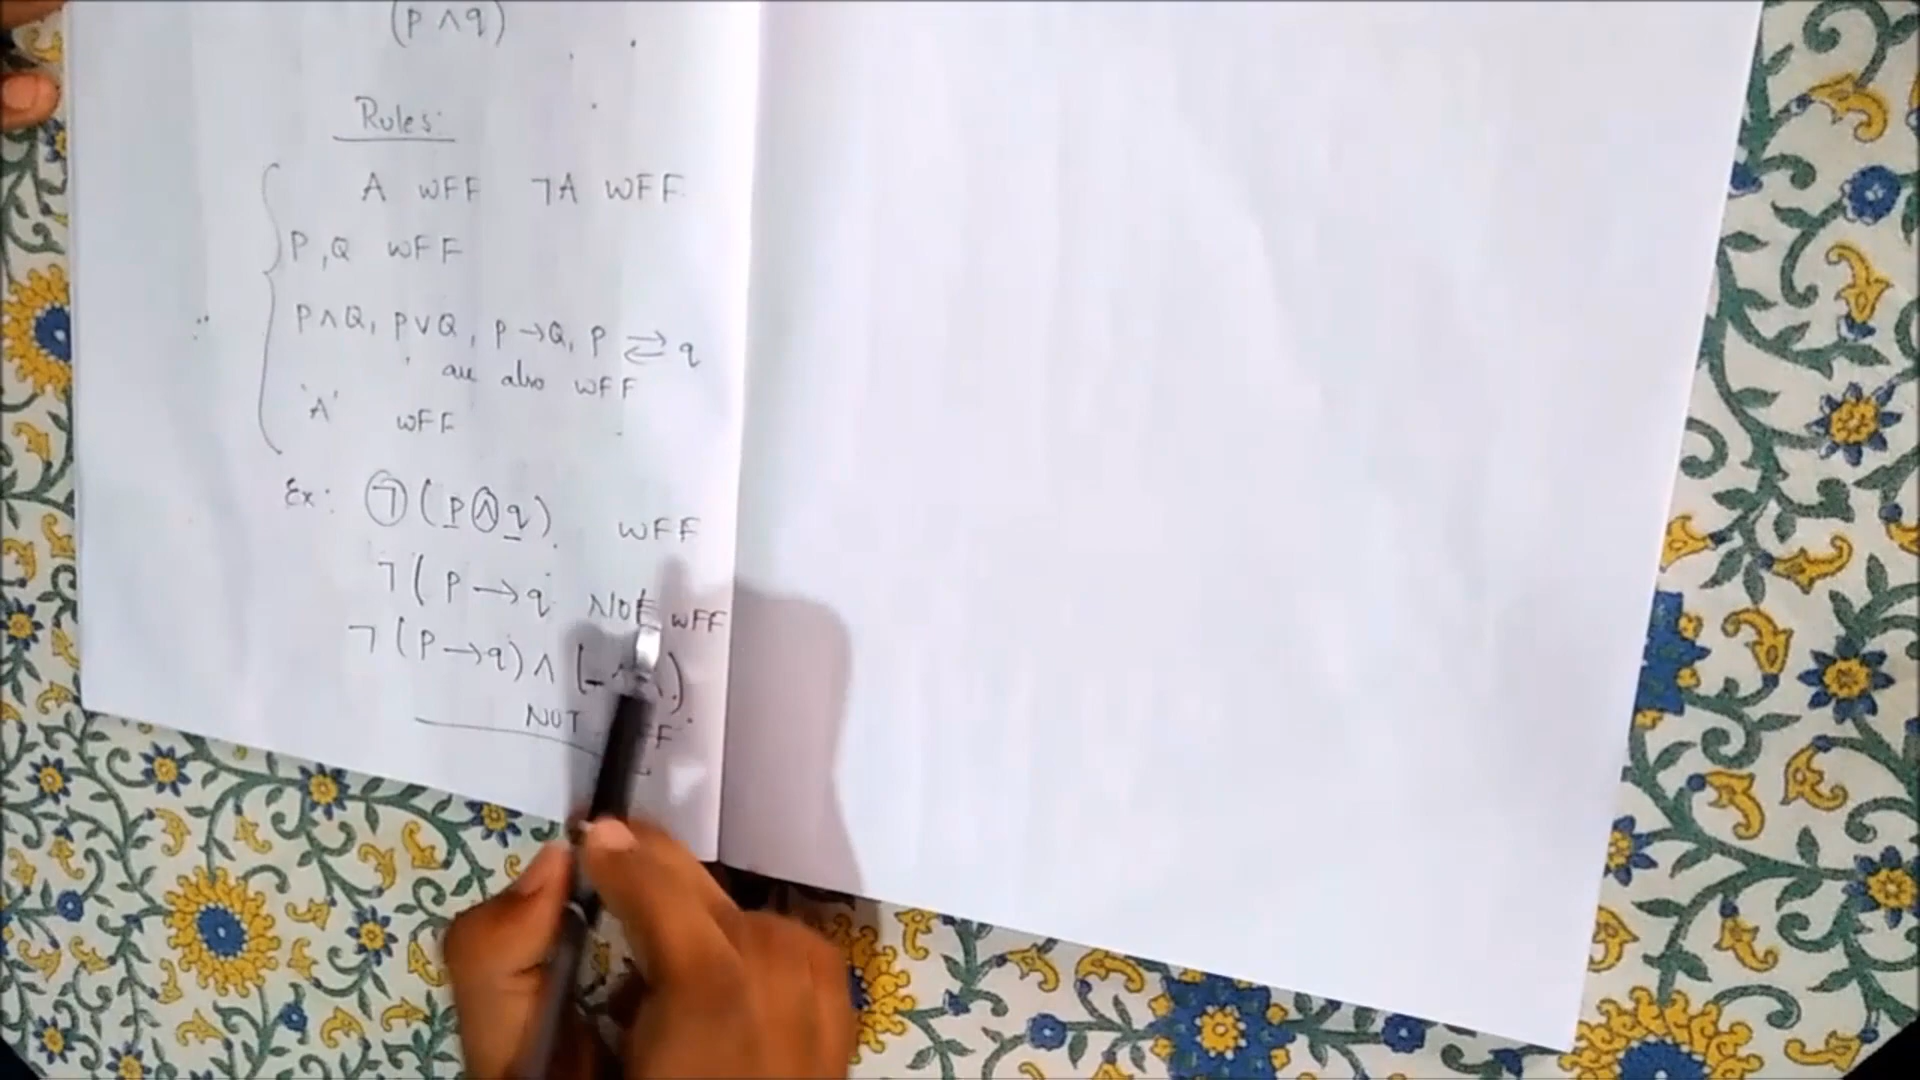 (P ∧ q)
Rules:
A WFF ¬A WFF
P, Q WFF
P∧Q, P∨Q, P→Q, P ⇄ q
are also WFF
'A' WFF
Ex: ¬(P∧q). WFF
¬(P→q NOT WFF
¬(P→q)∧(
NOT